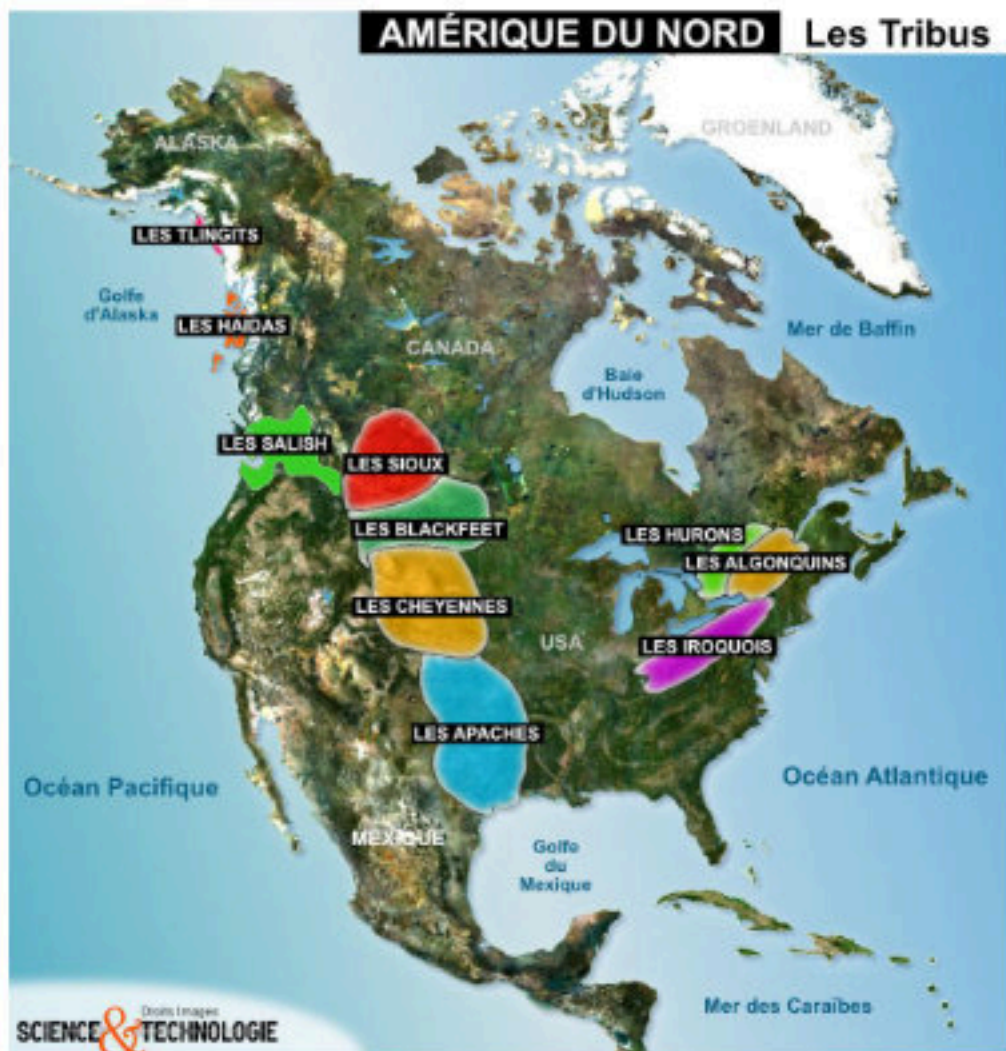 AMÉRIQUE DU NORD Les Tribus
GROENLAND
ALASKA
LES TLINGITS
Golfe
d'Alaska
LES HAIDAS
Mer de Baffin
CANADA
Baie
d'Hudson
LES SALISH
LES SIOUX
LES BLACKFEET
LES HURONS
LES ALGONQUINS
LES CHEYENNES
USA
LES IROQUOIS
LES APACHES
Océan Pacifique
Océan Atlantique
MEXIQUE
Golfe
du
Mexique
Mer des Caraïbes
Droits Images
SCIENCE & TECHNOLOGIE